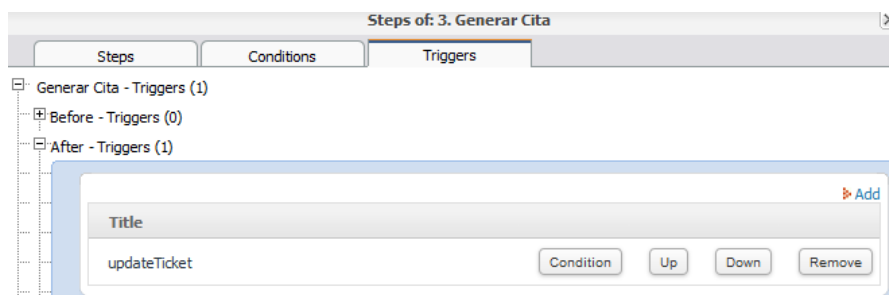 Steps of: 3. Generar Cita
Steps Conditions Triggers
Generar Cita - Triggers (1)
Before - Triggers (0)
After - Triggers (1)
Add
Title
updateTicket Condition Up Down Remove